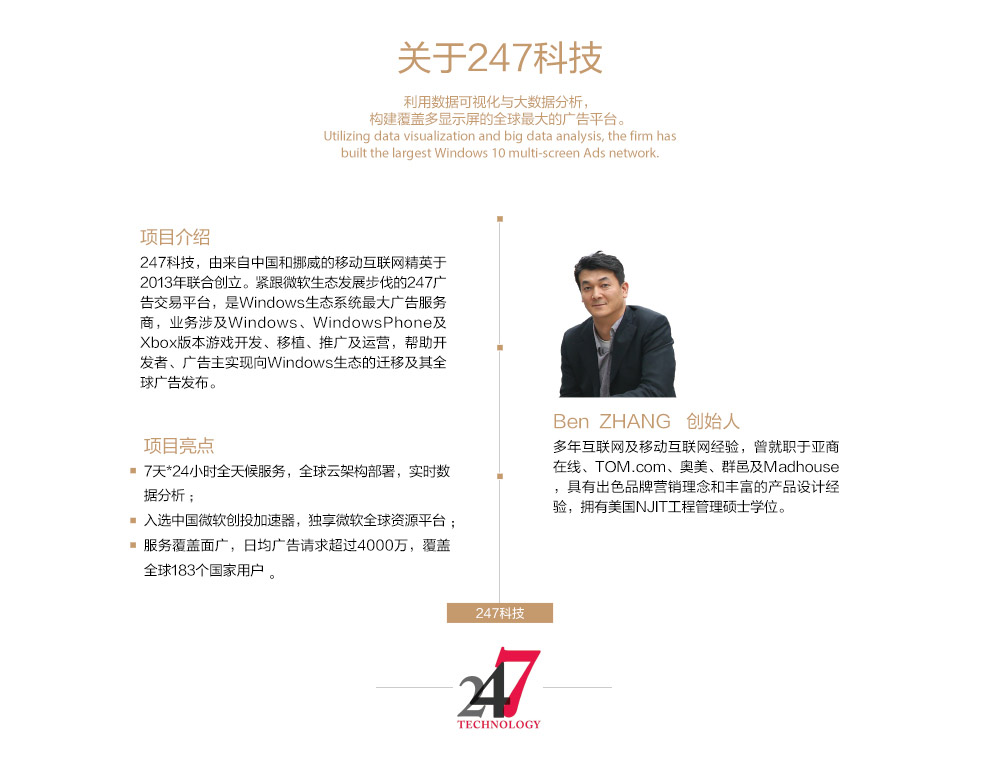 关于247科技
利用数据可视化与大数据分析，
构建覆盖多显示屏的全球最大的广告平台。
Utilizing data visualization and big data analysis, the firm has
built the largest Windows 10 multi-screen Ads network.
项目介绍
247科技，由来自中国和挪威的移动互联网精英于
2013年联合创立。紧跟微软生态发展步伐的247广
告交易平台，是Windows生态系统最大广告服务
商，业务涉及Windows、WindowsPhone及
Xbox版本游戏开发、移植、推广及运营，帮助开
发者、广告主实现向Windows生态的迁移及其全
球广告发布。
项目亮点
7天*24小时全天候服务，全球云架构部署，实时数
据分析；
入选中国微软创投加速器，独享微软全球资源平台；
服务覆盖面广，日均广告请求超过4000万，覆盖
全球183个国家用户 。
Ben ZHANG 创始人
多年互联网及移动互联网经验，曾就职于亚商
在线、TOM.com、奥美、群邑及Madhouse
，具有出色品牌营销理念和丰富的产品设计经
验，拥有美国NJIT工程管理硕士学位。
247科技
247
TECHNOLOGY